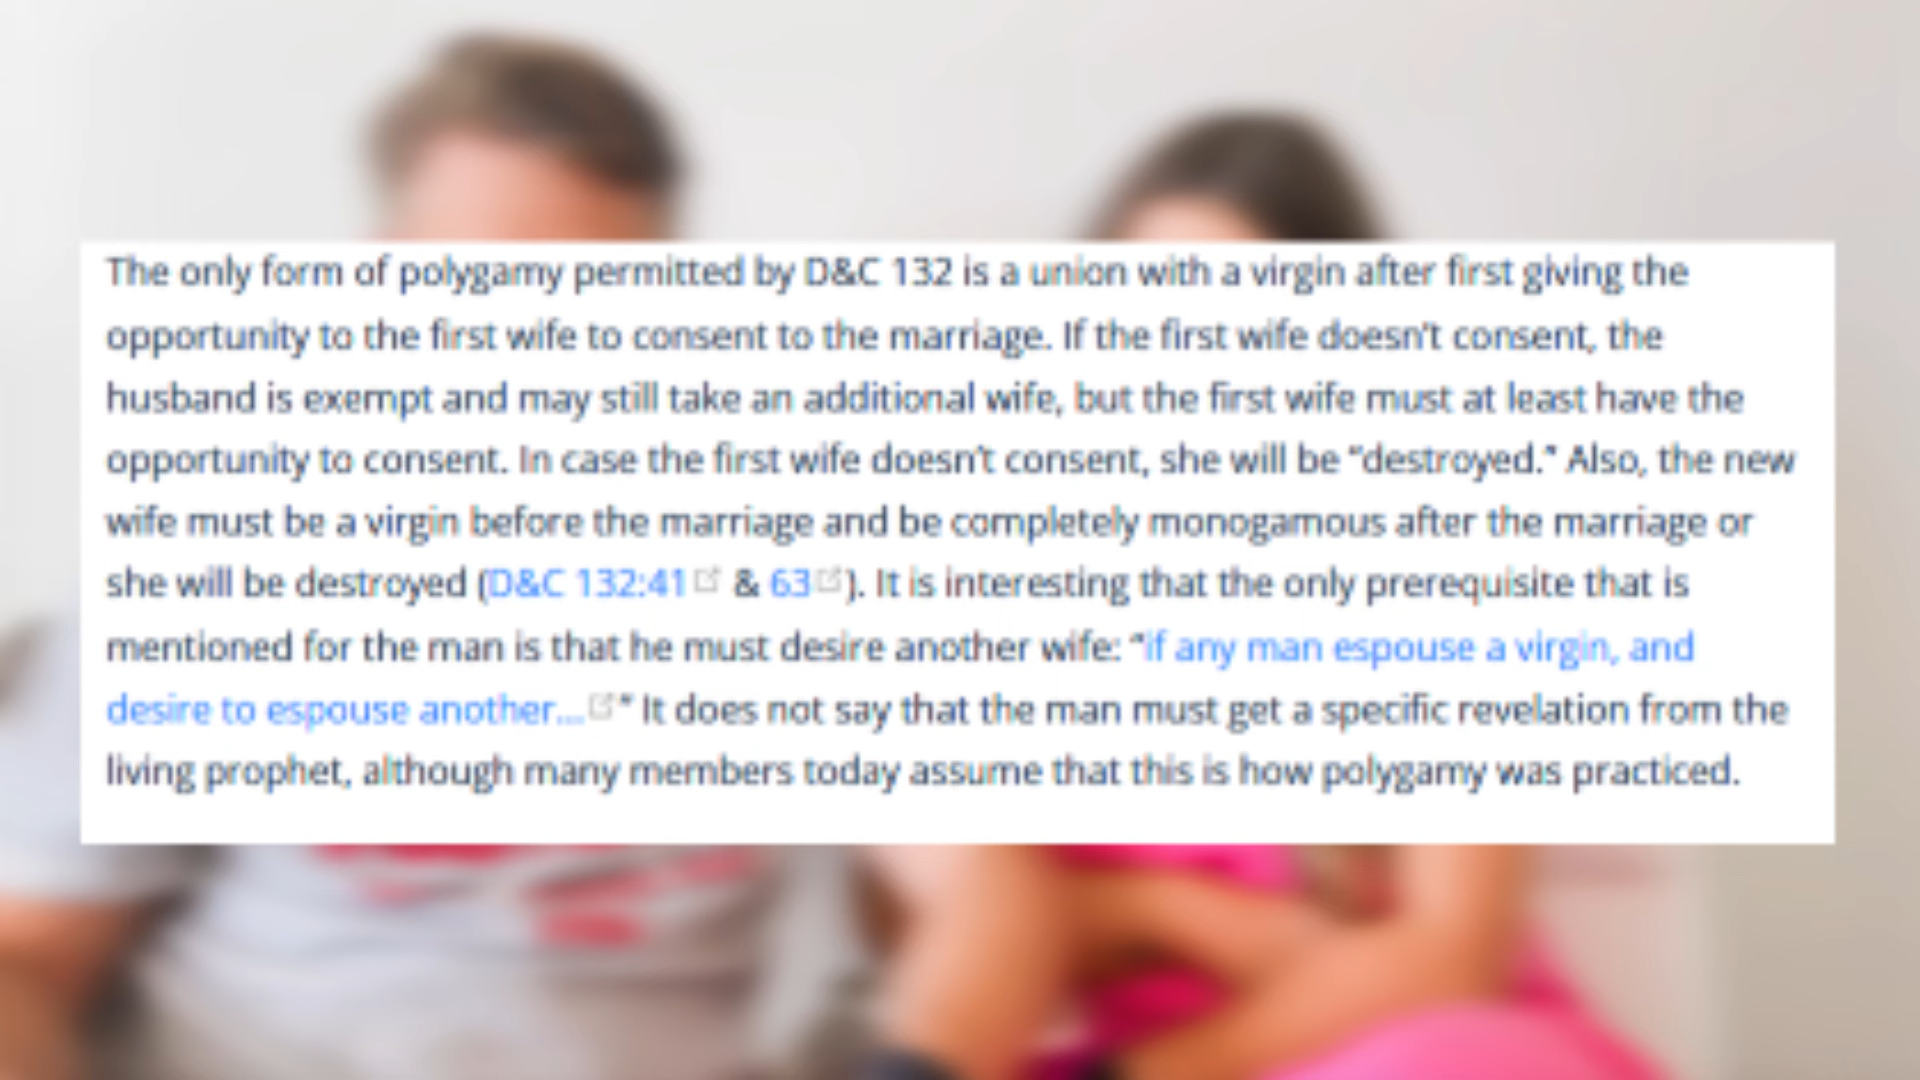 The only form of polygamy permitted by D&C 132 is a union with a virgin after first giving the
opportunity to the first wife to consent to the marriage. If the first wife doesn't consent, the
husband is exempt and may still take an additional wife, but the first wife must at least have the
opportunity to consent. In case the first wife doesn't consent, she will be "destroyed." Also, the new
wife must be a virgin before the marriage and be completely monogamous after the marriage or
she will be destroyed (D&C 132:41 & 63). It is interesting that the only prerequisite that is
mentioned for the man is that he must desire another wife: "if any man espouse a virgin, and
desire to espouse another..." It does not say that the man must get a specific revelation from the
living prophet, although many members today assume that this is how polygamy was practiced.